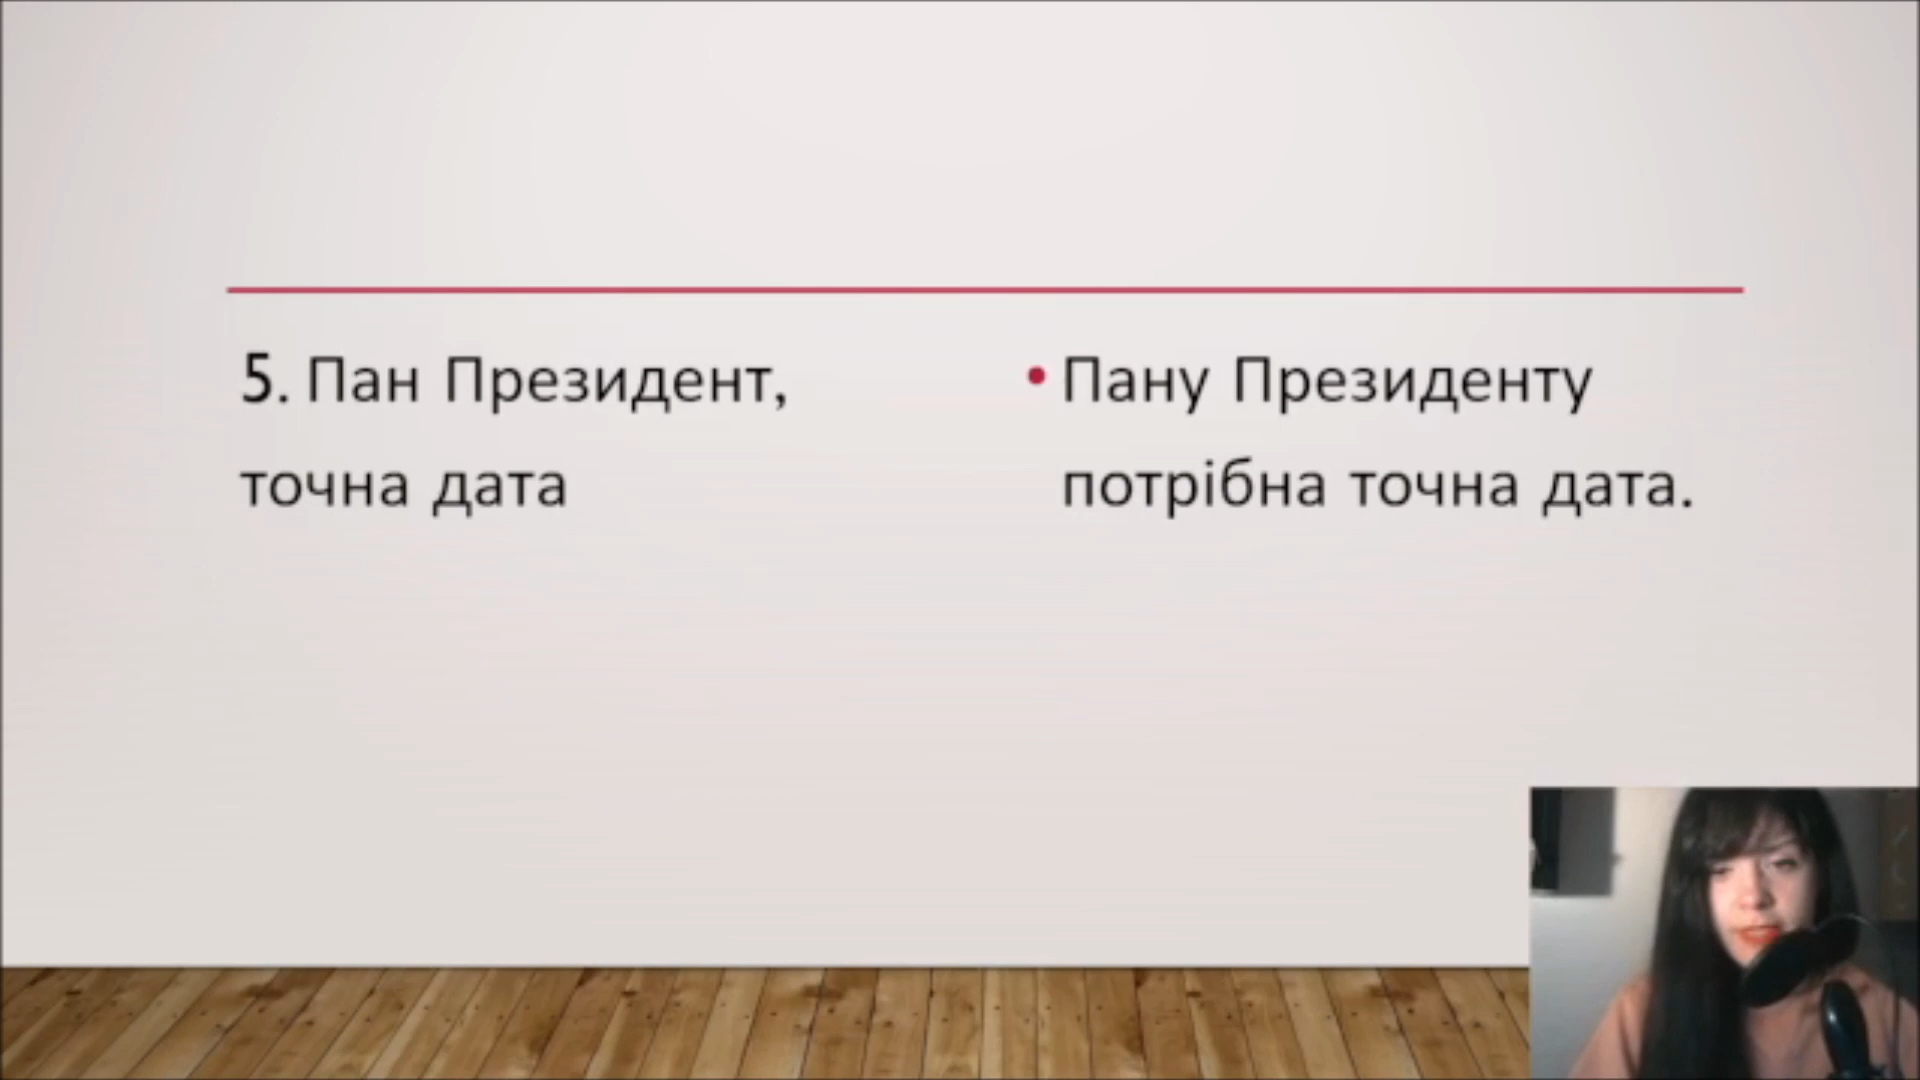 5. Пан Президент,
точна дата
• Пану Президенту
потрібна точна дата.